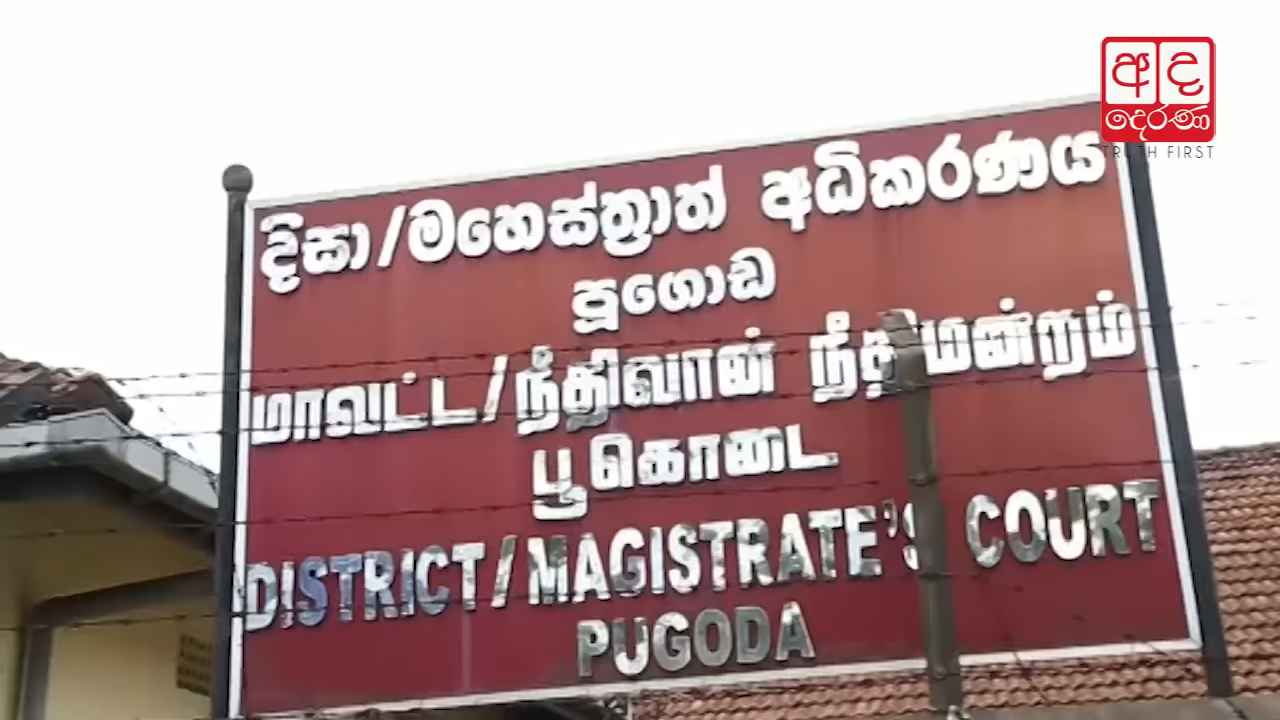 අද
දෙරණ
TRUTH FIRST
දිසා/මහෙස්ත්‍රාත් අධිකරණය
පූගොඩ
மாவட்ட/நீதிவான் நீதிமன்றம்
பூகொடை
DISTRICT/MAGISTRATE'S COURT
PUGODA